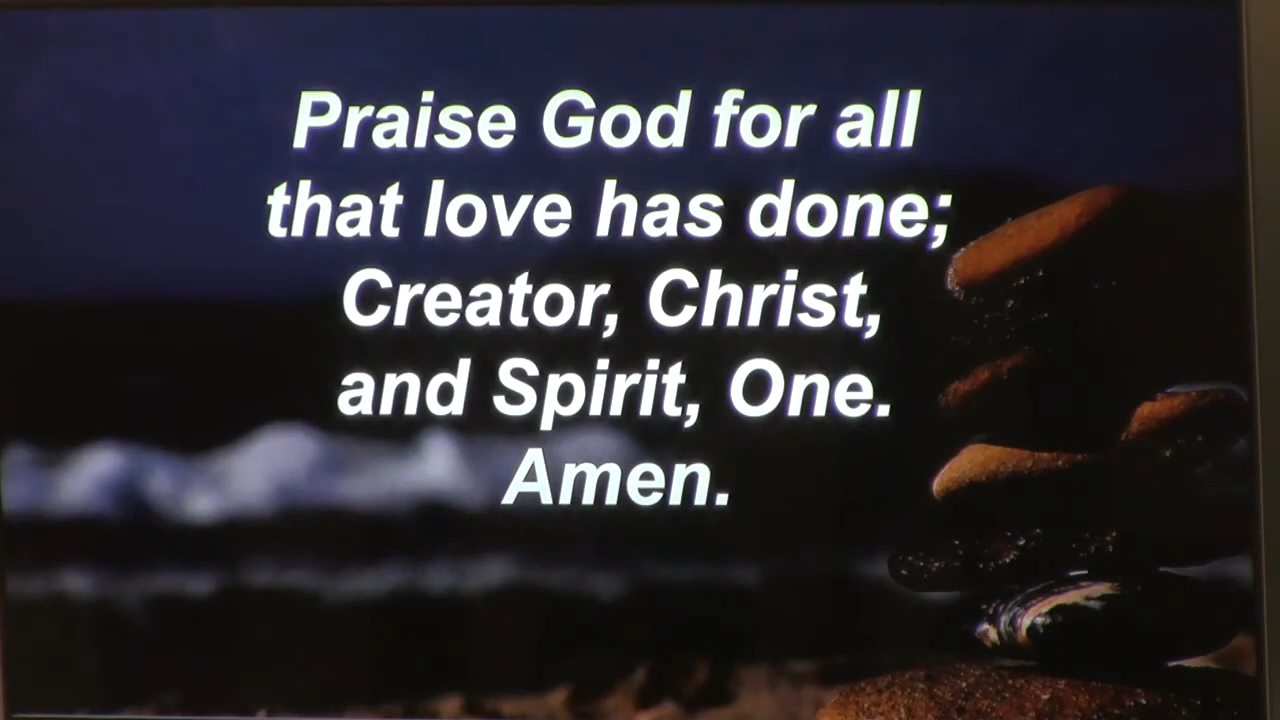 Praise God for all
that love has done;
Creator, Christ,
and Spirit, One.
Amen.